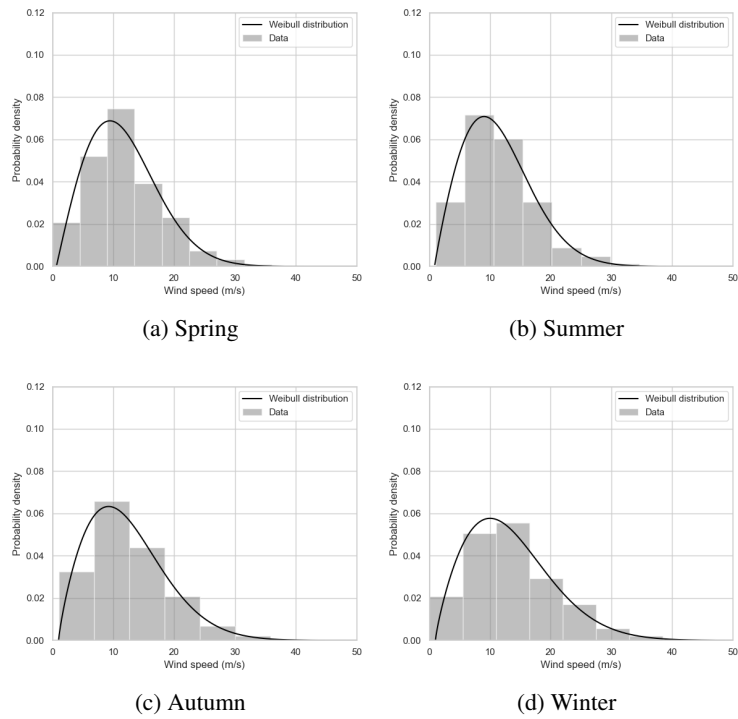 0.12
Weibull distribution
Data
0.10
0.08
Probability density
0.06
0.04
0.02
0.00
0 10 20 30 40 50
Wind speed (m/s)
(a) Spring
0.12
Weibull distribution
Data
0.10
0.08
Probability density
0.06
0.04
0.02
0.00
0 10 20 30 40 50
Wind speed (m/s)
(b) Summer
0.12
Weibull distribution
Data
0.10
0.08
Probability density
0.06
0.04
0.02
0.00
0 10 20 30 40 50
Wind speed (m/s)
(c) Autumn
0.12
Weibull distribution
Data
0.10
0.08
Probability density
0.06
0.04
0.02
0.00
0 10 20 30 40 50
Wind speed (m/s)
(d) Winter